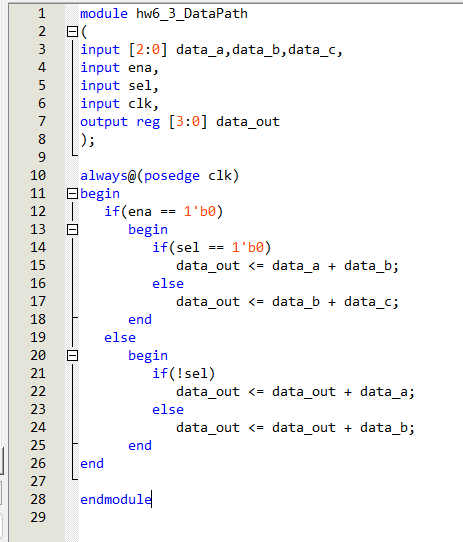 1 module hw6_3_DataPath
2 (
3 input [2:0] data_a,data_b,data_c,
4 input ena,
5 input sel,
6 input clk,
7 output reg [3:0] data_out
8 );
9
10 always@(posedge clk)
11 begin
12 if(ena == 1'b0)
13 begin
14 if(sel == 1'b0)
15 data_out <= data_a + data_b;
16 else
17 data_out <= data_b + data_c;
18 end
19 else
20 begin
21 if(!sel)
22 data_out <= data_out + data_a;
23 else
24 data_out <= data_out + data_b;
25 end
26 end
27
28 endmodule
29